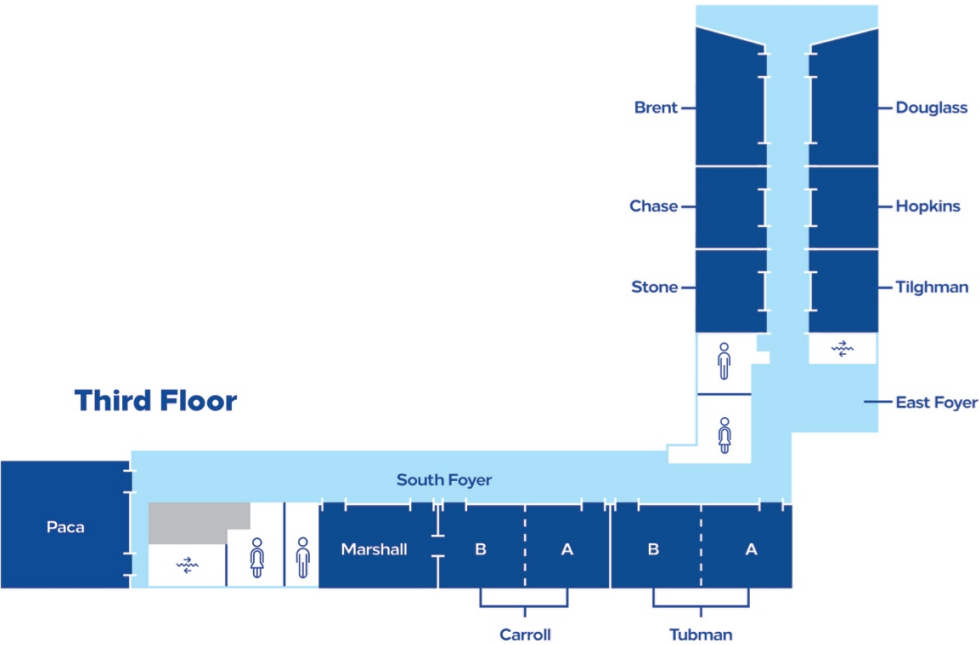 Brent
Douglass
Chase
Hopkins
Stone
Tilghman
Third Floor
East Foyer
South Foyer
Paca
Marshall
B
A
B
A
Carroll
Tubman